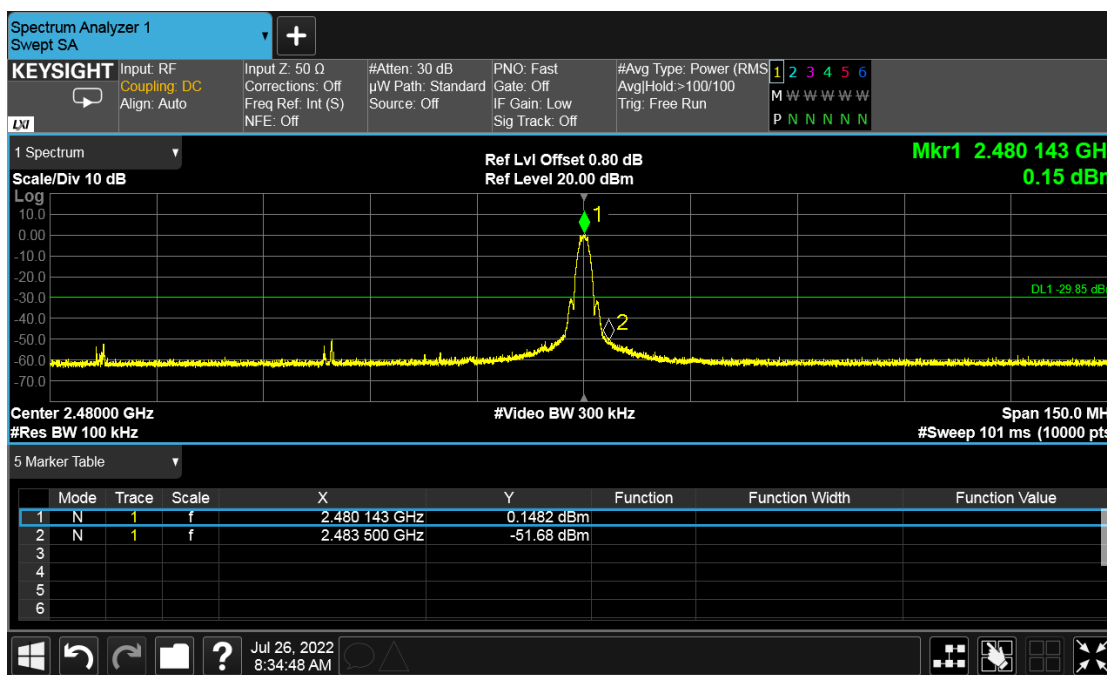 Spectrum Analyzer 1
Swept SA
+
KEYSIGHT
LXI
Input: RF
Coupling: DC
Align: Auto
Input Z: 50 Ω
Corrections: Off
Freq Ref: Int (S)
NFE: Off
#Atten: 30 dB
µW Path: Standard
Source: Off
PNO: Fast
Gate: Off
IF Gain: Low
Sig Track: Off
#Avg Type: Power (RMS
Avg|Hold:>100/100
Trig: Free Run
1 2 3 4 5 6
M W W W W W
P N N N N N
1 Spectrum
Scale/Div 10 dB
Ref Lvl Offset 0.80 dB
Ref Level 20.00 dBm
Mkr1 2.480 143 GH
0.15 dBm
Log
10.0
0.00
-10.0
-20.0
-30.0
-40.0
-50.0
-60.0
-70.0
1
2
DL1 -29.85 dBm
Center 2.48000 GHz
#Video BW 300 kHz
Span 150.0 MH
#Res BW 100 kHz
#Sweep 101 ms (10000 pts
5 Marker Table
Mode Trace Scale X Y Function Function Width Function Value
1 N 1 f 2.480 143 GHz 0.1482 dBm
2 N 1 f 2.483 500 GHz -51.68 dBm
3
4
5
6
?
Jul 26, 2022
8:34:48 AM